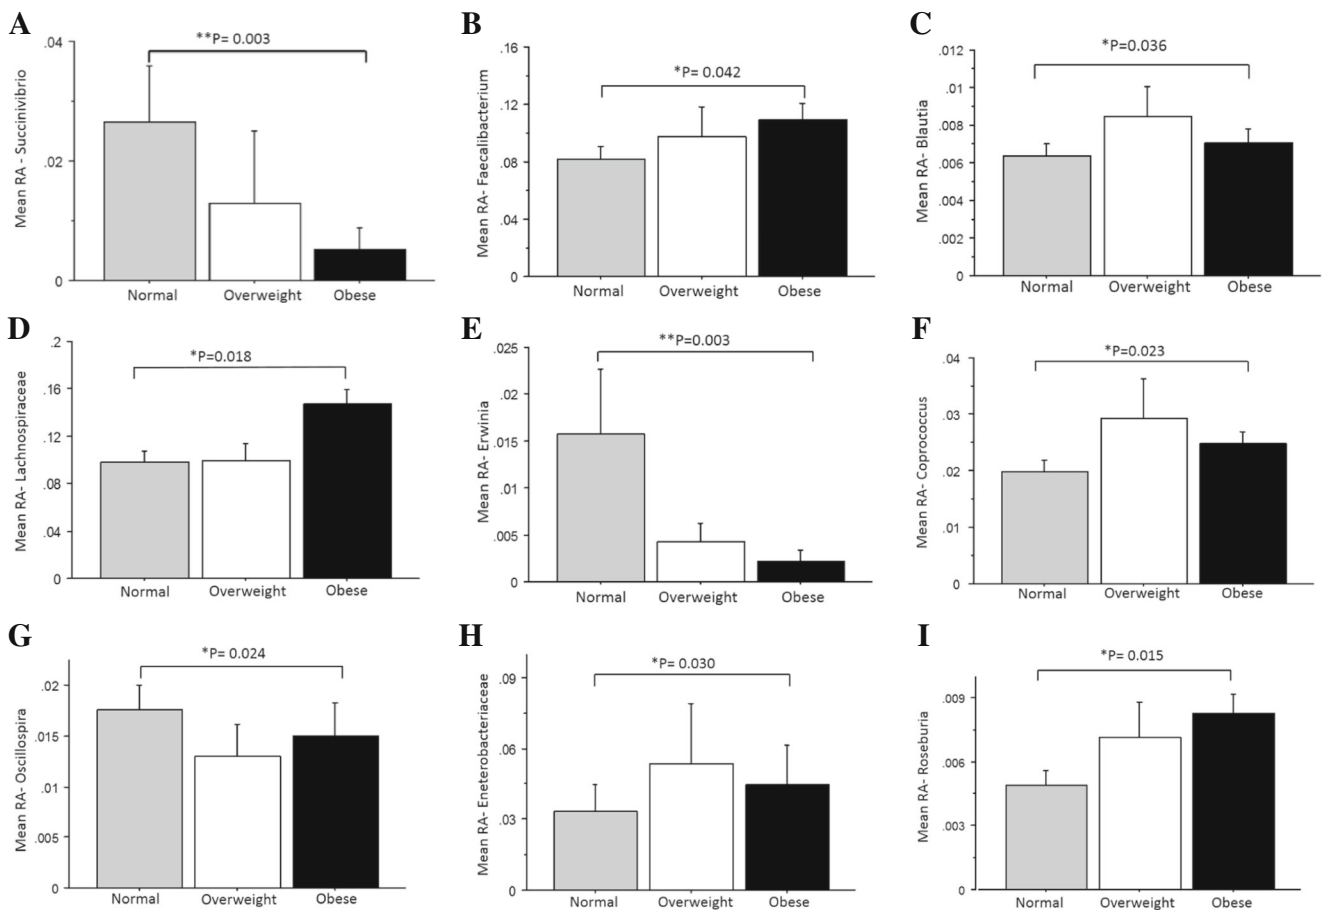 A
**P= 0.003
Mean RA - Succinivibrio
.04
.02
0
Normal Overweight Obese
B
*P= 0.042
Mean RA- Faecalibacterium
.16
.12
.08
.04
0
Normal Overweight Obese
C
*P=0.036
Mean RA- Blautia
.012
.01
.008
.006
.004
.002
0
Normal Overweight Obese
D
*P=0.018
Mean RA- Lachnospiraceae
.2
.16
.12
.08
.04
0
Normal Overweight Obese
E
**P=0.003
Mean RA- Erwinia
.025
.02
.015
.01
.005
0
Normal Overweight Obese
F
*P=0.023
Mean RA- Coprococcus
.04
.03
.02
.01
0
Normal Overweight Obese
G
*P= 0.024
Mean RA- Oscillospira
.02
.015
.01
.005
0
Normal Overweight Obese
H
*P= 0.030
Mean RA- Eneterobacteriaceae
.09
.06
.03
0
Normal Overweight Obese
I
*P= 0.015
Mean RA- Roseburia
.009
.006
.003
0
Normal Overweight Obese